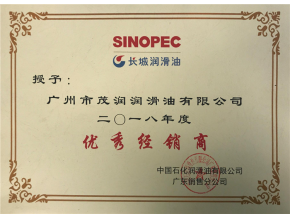 SINOPEC
长城润滑油
授予：
广州市茂润润滑油有限公司
二〇一八年度
优秀经销商
中国石化润滑油有限公司
广东销售分公司